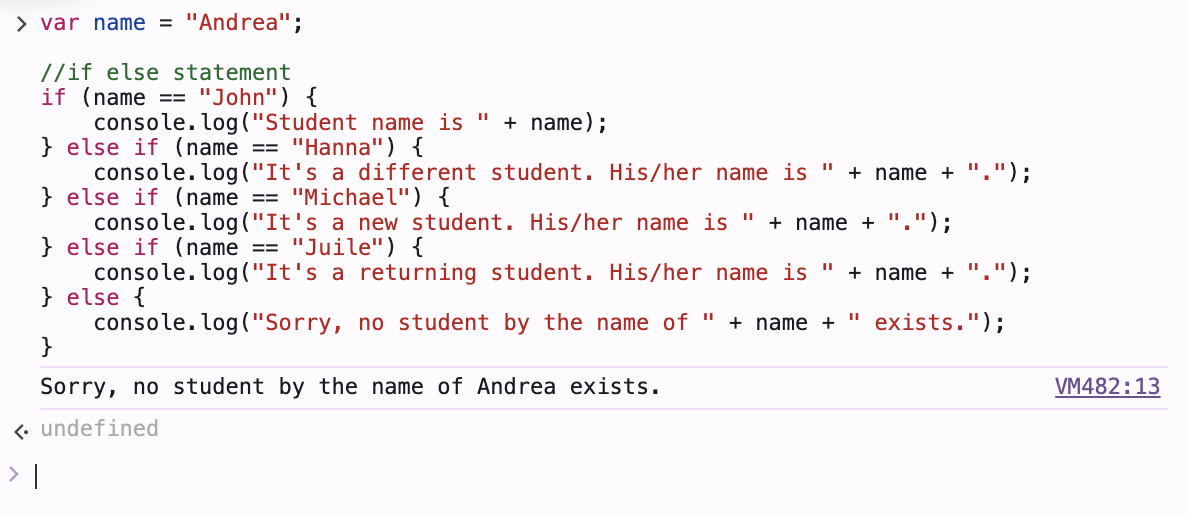 > var name = "Andrea";
//if else statement
if (name == "John") {
    console.log("Student name is " + name);
} else if (name == "Hanna") {
    console.log("It's a different student. His/her name is " + name + ".");
} else if (name == "Michael") {
    console.log("It's a new student. His/her name is " + name + ".");
} else if (name == "Juile") {
    console.log("It's a returning student. His/her name is " + name + ".");
} else {
    console.log("Sorry, no student by the name of " + name + " exists.");
}
Sorry, no student by the name of Andrea exists. VM482:13
undefined
>